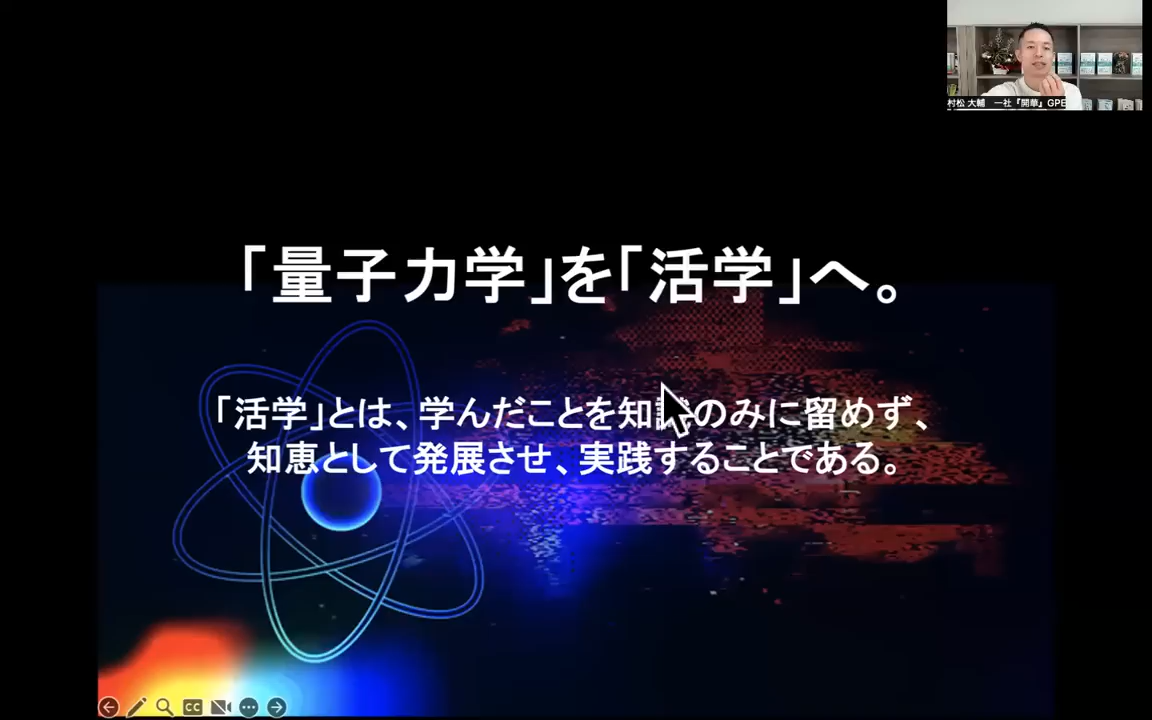 村松 大輔 一社『開華』GPE
「量子力学」を「活学」へ。
「活学」とは、学んだことを知識のみに留めず、
知恵として発展させ、実践することである。
CC